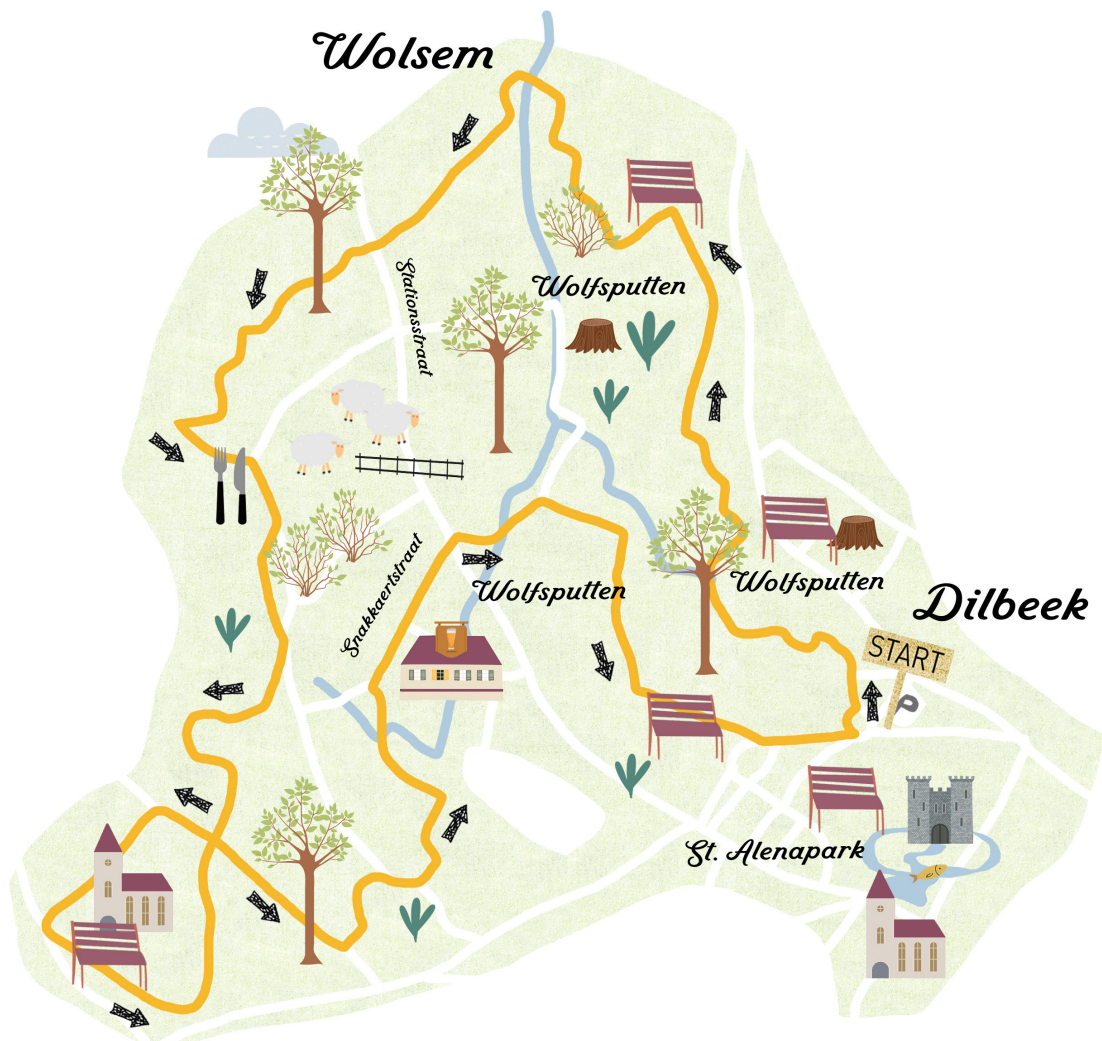 Wolsem
Stationsstraat
Wolfsputten
Snakkaertstraat
Wolfsputten
Wolfsputten
Dilbeek
START
P
St. Alenapark